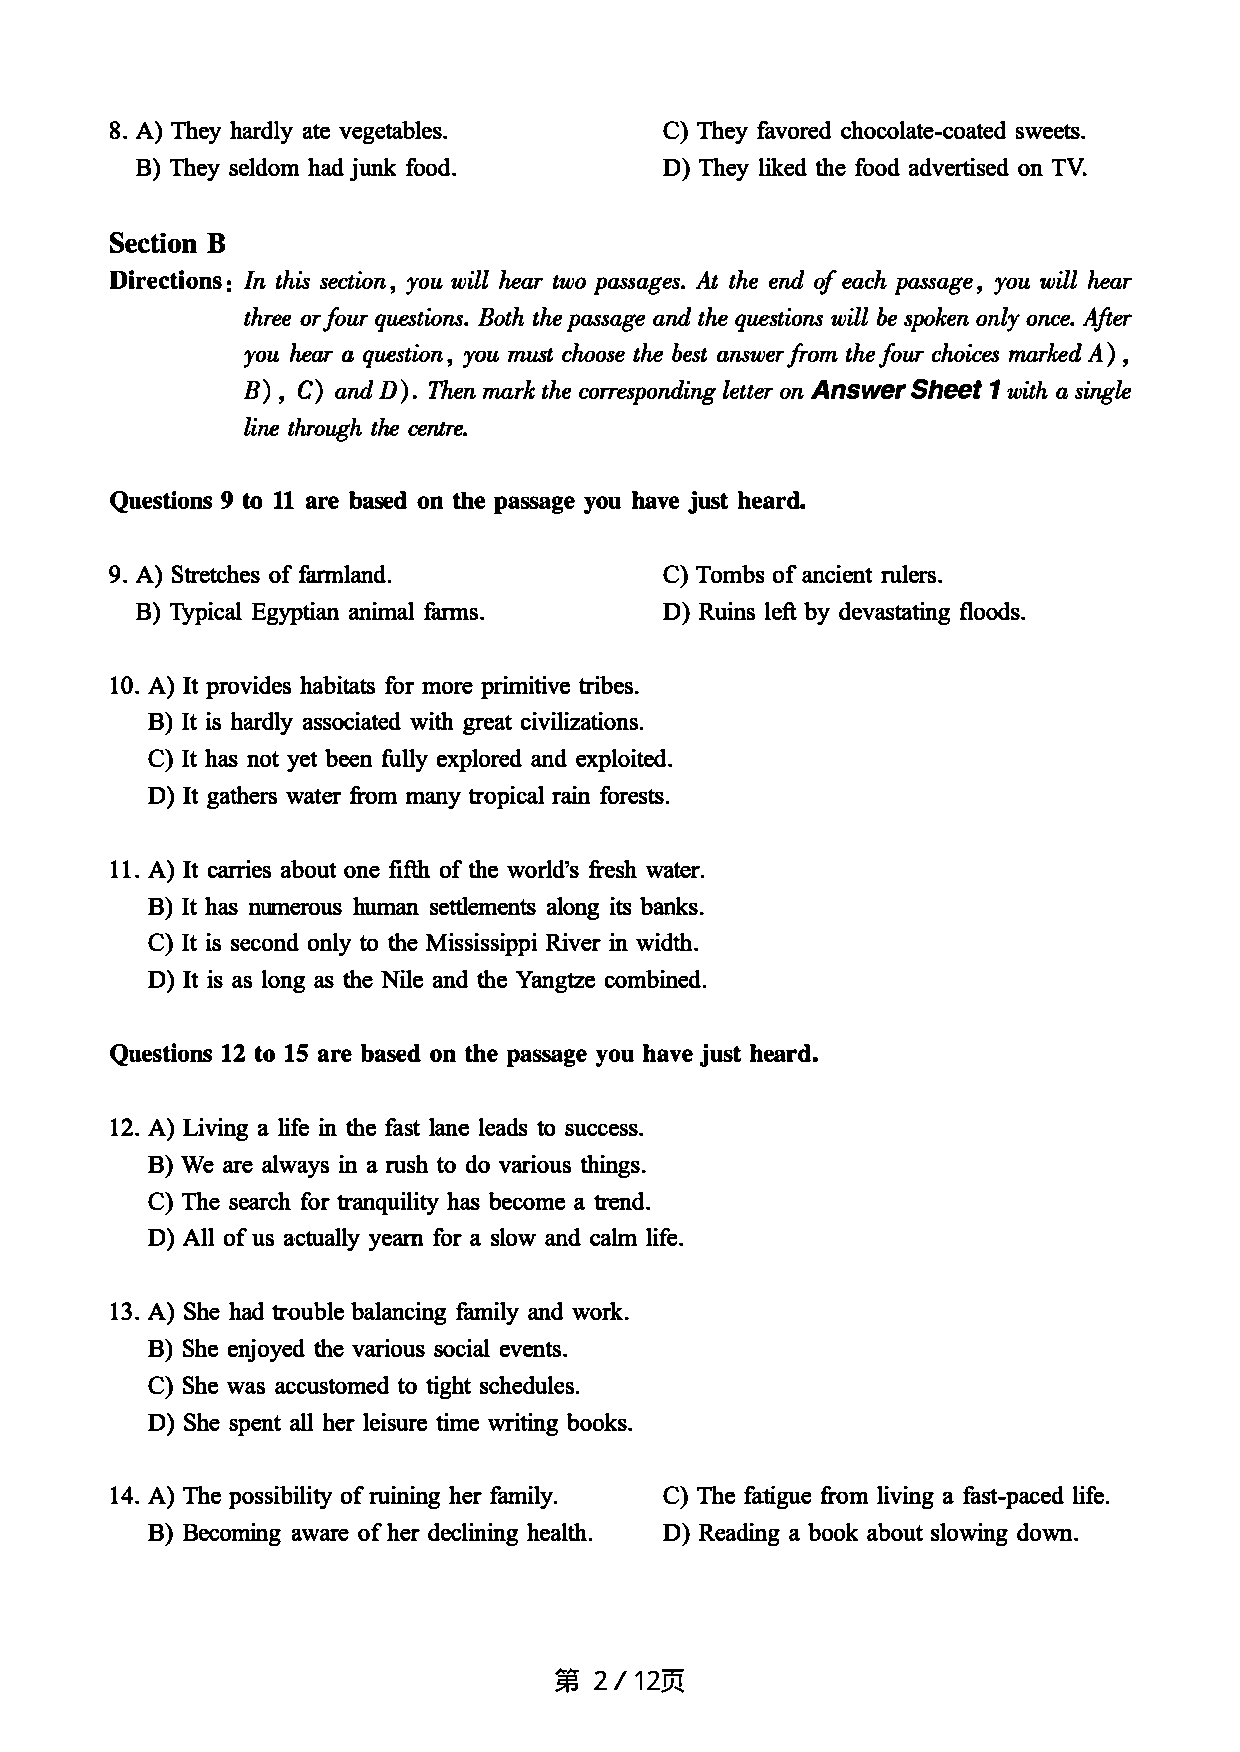 8. A) They hardly ate vegetables. C) They favored chocolate-coated sweets.
B) They seldom had junk food. D) They liked the food advertised on TV.
Section B
Directions: In this section, you will hear two passages. At the end of each passage, you will hear
three or four questions. Both the passage and the questions will be spoken only once. After
you hear a question, you must choose the best answer from the four choices marked A),
B), C) and D). Then mark the corresponding letter on Answer Sheet 1 with a single
line through the centre.
Questions 9 to 11 are based on the passage you have just heard.
9. A) Stretches of farmland. C) Tombs of ancient rulers.
B) Typical Egyptian animal farms. D) Ruins left by devastating floods.
10. A) It provides habitats for more primitive tribes.
B) It is hardly associated with great civilizations.
C) It has not yet been fully explored and exploited.
D) It gathers water from many tropical rain forests.
11. A) It carries about one fifth of the world's fresh water.
B) It has numerous human settlements along its banks.
C) It is second only to the Mississippi River in width.
D) It is as long as the Nile and the Yangtze combined.
Questions 12 to 15 are based on the passage you have just heard.
12. A) Living a life in the fast lane leads to success.
B) We are always in a rush to do various things.
C) The search for tranquility has become a trend.
D) All of us actually yearn for a slow and calm life.
13. A) She had trouble balancing family and work.
B) She enjoyed the various social events.
C) She was accustomed to tight schedules.
D) She spent all her leisure time writing books.
14. A) The possibility of ruining her family. C) The fatigue from living a fast-paced life.
B) Becoming aware of her declining health. D) Reading a book about slowing down.
第 2 / 12页